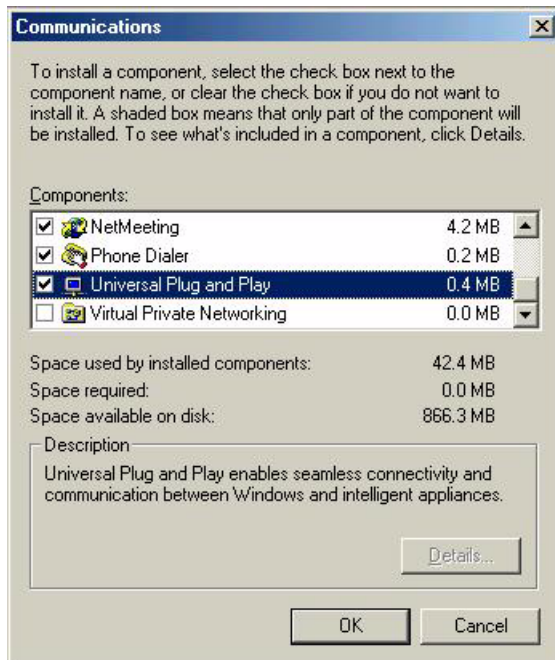 Communications
To install a component, select the check box next to the
component name, or clear the check box if you do not want to
install it. A shaded box means that only part of the component will
be installed. To see what's included in a component, click Details.
Components:
NetMeeting 4.2 MB
Phone Dialer 0.2 MB
Universal Plug and Play 0.4 MB
Virtual Private Networking 0.0 MB
Space used by installed components: 42.4 MB
Space required: 0.0 MB
Space available on disk: 866.3 MB
Description
Universal Plug and Play enables seamless connectivity and
communication between Windows and intelligent appliances.
Details...
OK Cancel